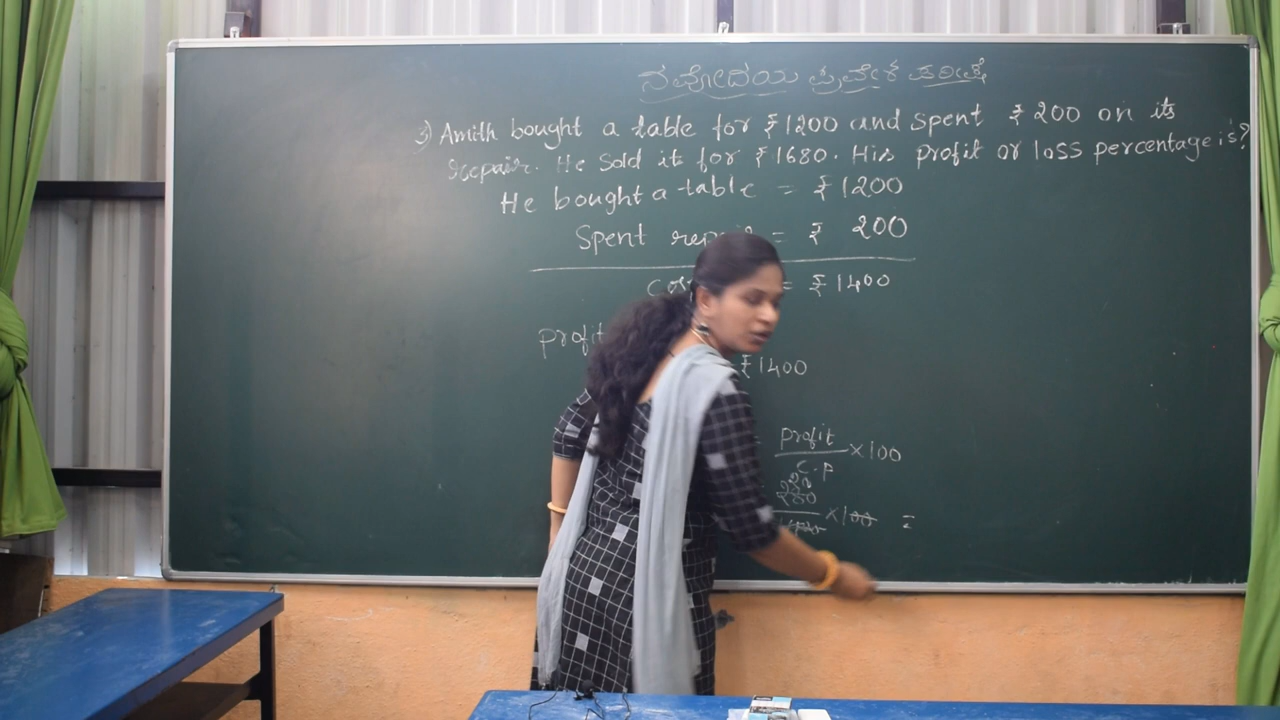 ನವೋದಯ ಪ್ರವೇಶ ಪರೀಕ್ಷೆ
3) Amith bought a table for ₹1200 and spent ₹ 200 on its
repair. He sold it for ₹1680. His profit or loss percentage is?
He bought a table = ₹1200
Spent = ₹ 200
= ₹1400
profit
₹1400
profit
×100
c.p
280
×100 =